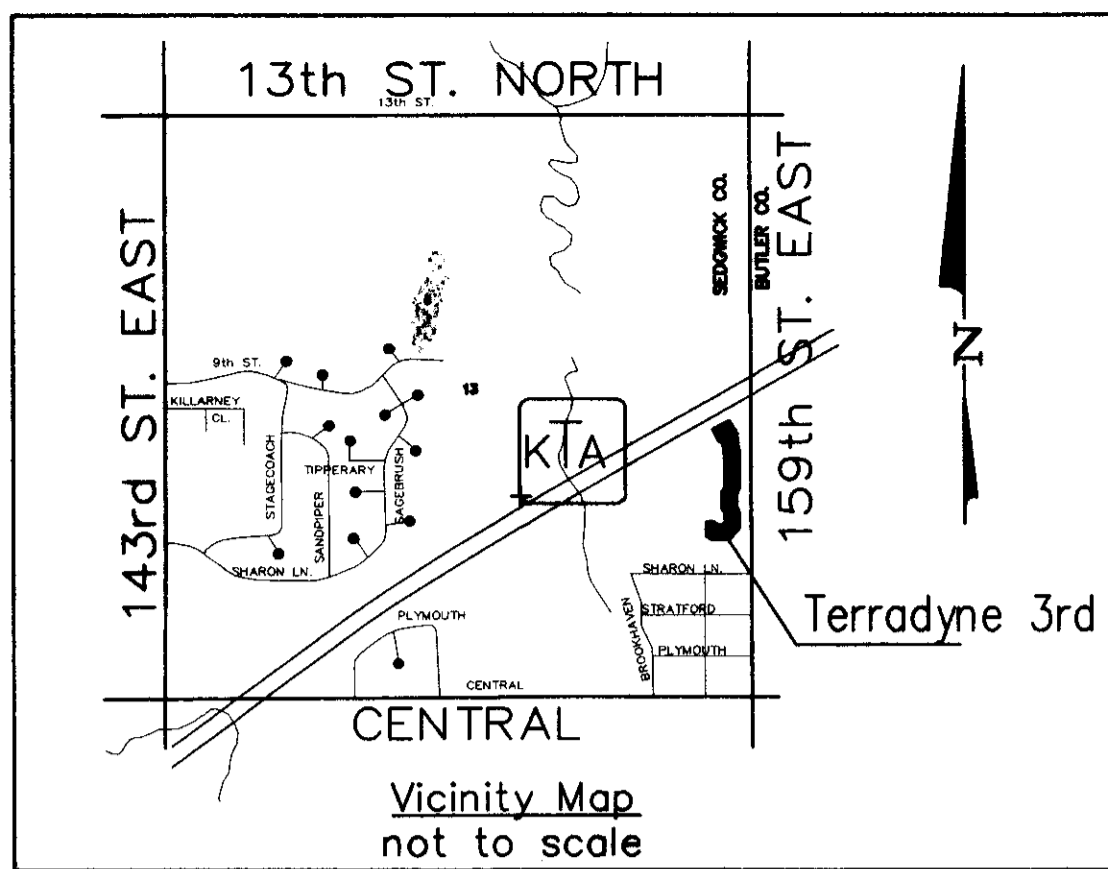 13th ST. NORTH
13th ST.
143rd ST. EAST
159th ST. EAST
SEDGWICK CO.
BUTLER CO.
N
9th ST.
KILLARNEY
CL.
13
KTA
STAGECOACH
TIPPERARY
SAGEBRUSH
SANDPIPER
SHARON LN.
SHARON LN.
STRATFORD
BROOKHAVEN
PLYMOUTH
PLYMOUTH
Terradyne 3rd
CENTRAL
CENTRAL
Vicinity Map
not to scale